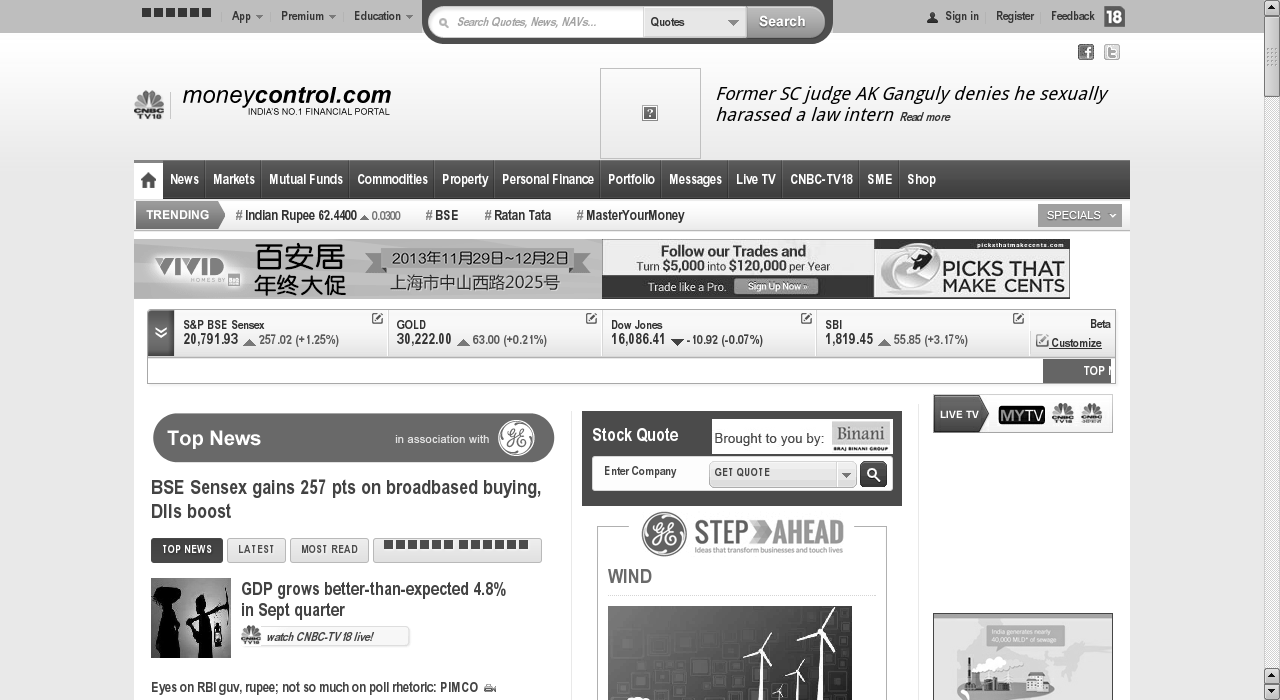 App Premium Education
Search Quotes, News, NAVs... Quotes Search
Sign in Register Feedback 18
CNBC TV18
moneycontrol.com
INDIA'S NO.1 FINANCIAL PORTAL
Former SC judge AK Ganguly denies he sexually
harassed a law intern Read more
News Markets Mutual Funds Commodities Property Personal Finance Portfolio Messages Live TV CNBC-TV18 SME Shop
TRENDING # Indian Rupee 62.4400 0.0300 # BSE # Ratan Tata # MasterYourMoney SPECIALS
VIVID
HOMES BY
百安居
年终大促
2013年11月29日~12月2日
上海市中山西路2025号
Follow our Trades and
Turn $5,000 into $120,000 per Year
Trade like a Pro. Sign Up Now »
picksthatmakecents.com
PICKS THAT
MAKE CENTS
S&P BSE Sensex
20,791.93 257.02 (+1.25%)
GOLD
30,222.00 63.00 (+0.21%)
Dow Jones
16,086.41 -10.92 (-0.07%)
SBI
1,819.45 55.85 (+3.17%)
Beta
Customize
TOP
LIVE TV MYTV CNBC TV18 CNBC
Top News in association with GE
BSE Sensex gains 257 pts on broadbased buying,
DIIs boost
TOP NEWS LATEST MOST READ
GDP grows better-than-expected 4.8%
in Sept quarter
CNBC TV18 watch CNBC-TV18 live!
Eyes on RBI guv, rupee; not so much on poll rhetoric: PIMCO
Stock Quote Brought to you by: Binani
BRAJ BINANI GROUP
Enter Company GET QUOTE
STEP AHEAD
Ideas that transform businesses and touch lives
WIND
India generates nearly
40,000 MLD* of sewage